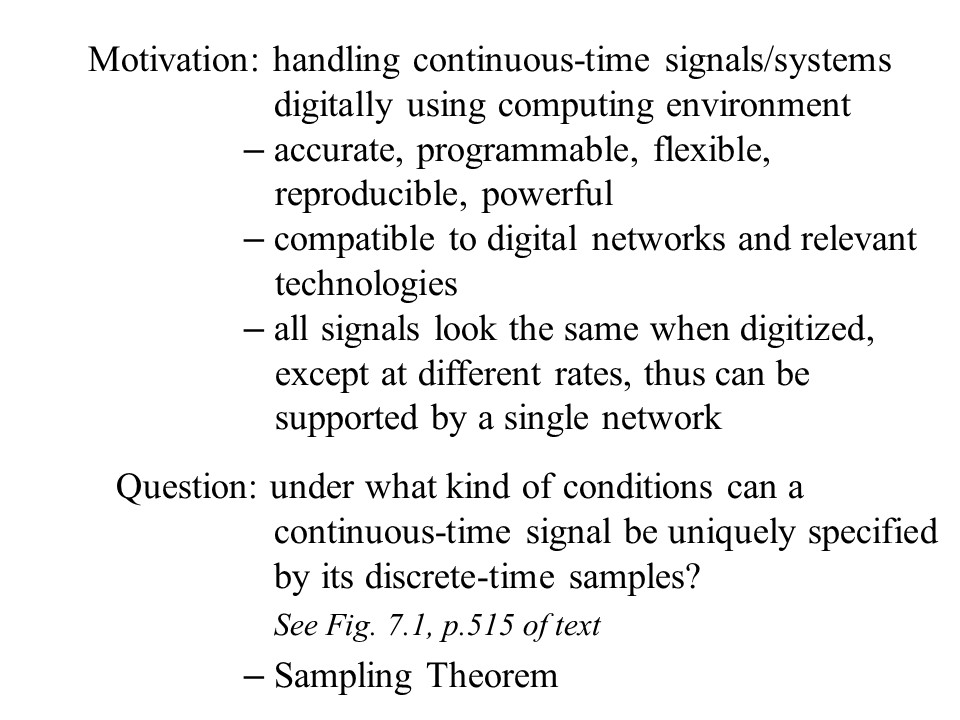 Motivation: handling continuous-time signals/systems
digitally using computing environment
– accurate, programmable, flexible,
reproducible, powerful
– compatible to digital networks and relevant
technologies
– all signals look the same when digitized,
except at different rates, thus can be
supported by a single network
Question: under what kind of conditions can a
continuous-time signal be uniquely specified
by its discrete-time samples?
See Fig. 7.1, p.515 of text
– Sampling Theorem